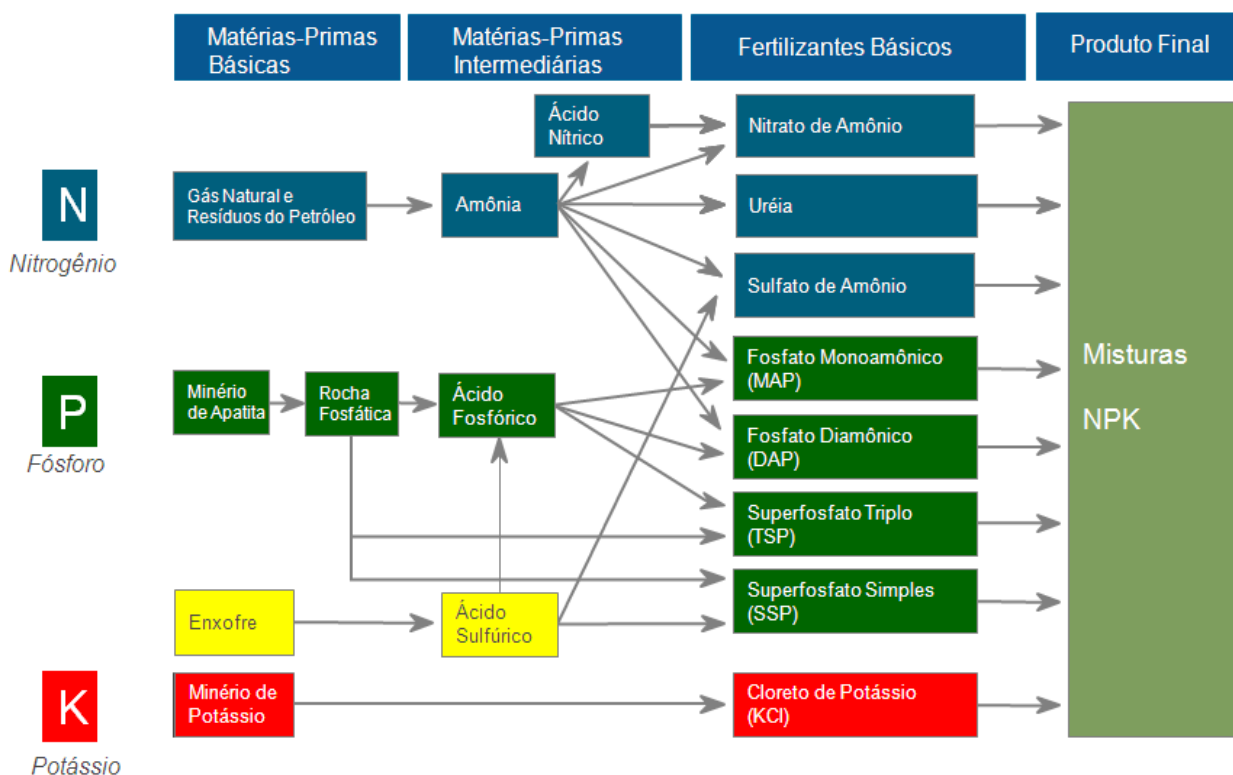 Matérias-Primas
Básicas
Matérias-Primas
Intermediárias
Fertilizantes Básicos
Produto Final
Ácido
Nítrico
Nitrato de Amônio
N
Nitrogênio
Gás Natural e
Resíduos do Petróleo
Amônia
Uréia
Sulfato de Amônio
Misturas
NPK
P
Fósforo
Minério
de Apatita
Rocha
Fosfática
Ácido
Fosfórico
Fosfato Monoamônico
(MAP)
Fosfato Diamônico
(DAP)
Superfosfato Triplo
(TSP)
Enxofre
Ácido
Sulfúrico
Superfosfato Simples
(SSP)
K
Potássio
Minério de
Potássio
Cloreto de Potássio
(KCl)